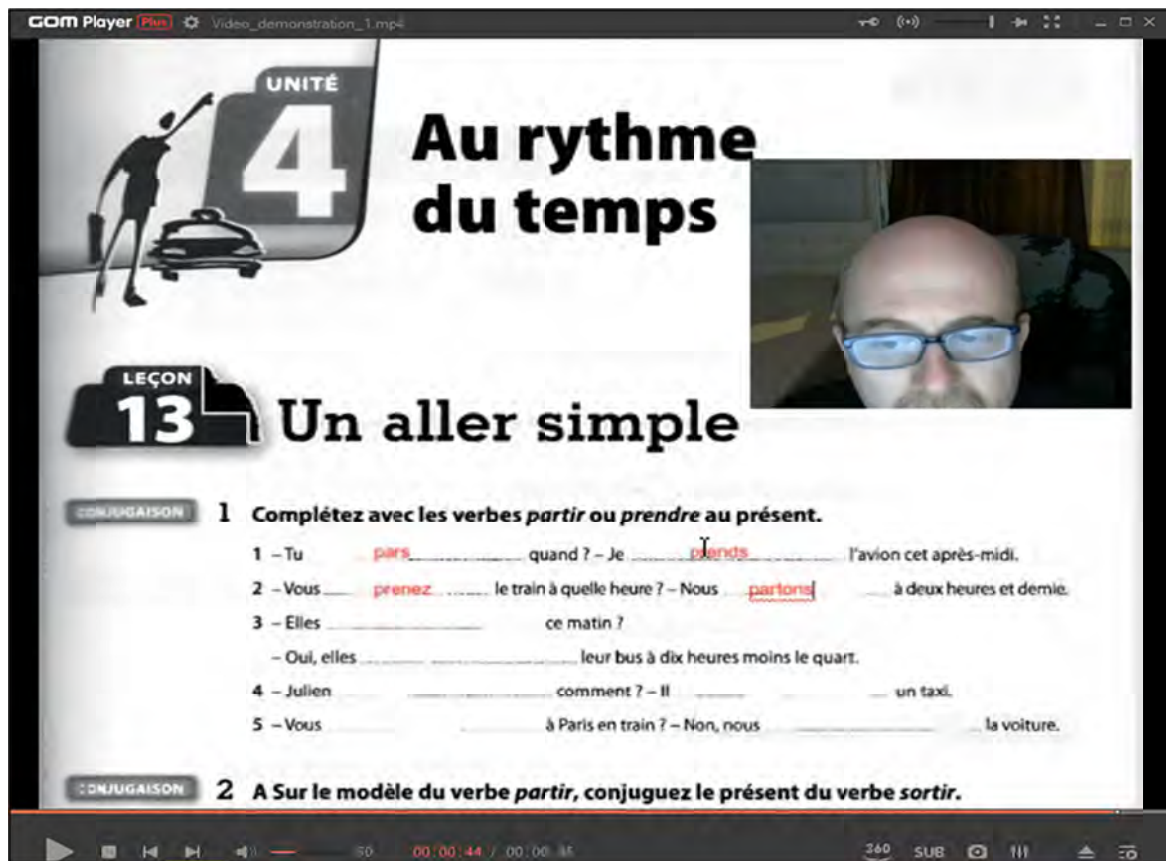 GOM Player Plus Video_demonstration_1.mp4
UNITÉ
4
Au rythme
du temps
LEÇON
13
Un aller simple
CONJUGAISON 1 Complétez avec les verbes partir ou prendre au présent.
1 – Tu pars quand ? – Je prends l'avion cet après-midi.
2 – Vous prenez le train à quelle heure ? – Nous partons à deux heures et demie.
3 – Elles ce matin ?
– Oui, elles leur bus à dix heures moins le quart.
4 – Julien comment ? – Il un taxi.
5 – Vous à Paris en train ? – Non, nous la voiture.
CONJUGAISON 2 A Sur le modèle du verbe partir, conjuguez le présent du verbe sortir.
50 00:00:44 / 00:00: 360 SUB